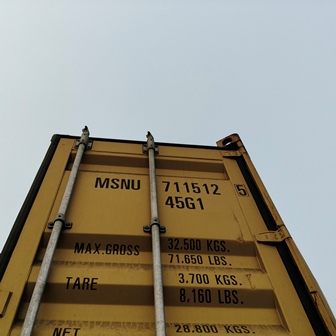 MSNU 711512 5
45G1
MAX.GROSS 32.500 KGS.
71.650 LBS.
TARE 3.700 KGS.
8.160 LBS.
NET 28.800 KGS.